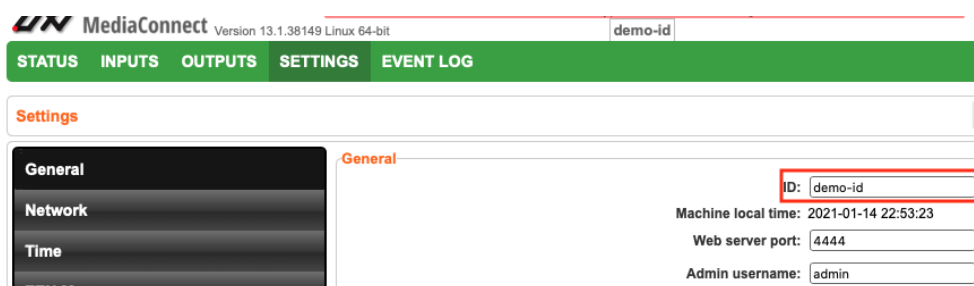 MediaConnect Version 13.1.38149 Linux 64-bit demo-id
STATUS INPUTS OUTPUTS SETTINGS EVENT LOG
Settings
General
Network
Time
General
ID: demo-id
Machine local time: 2021-01-14 22:53:23
Web server port: 4444
Admin username: admin